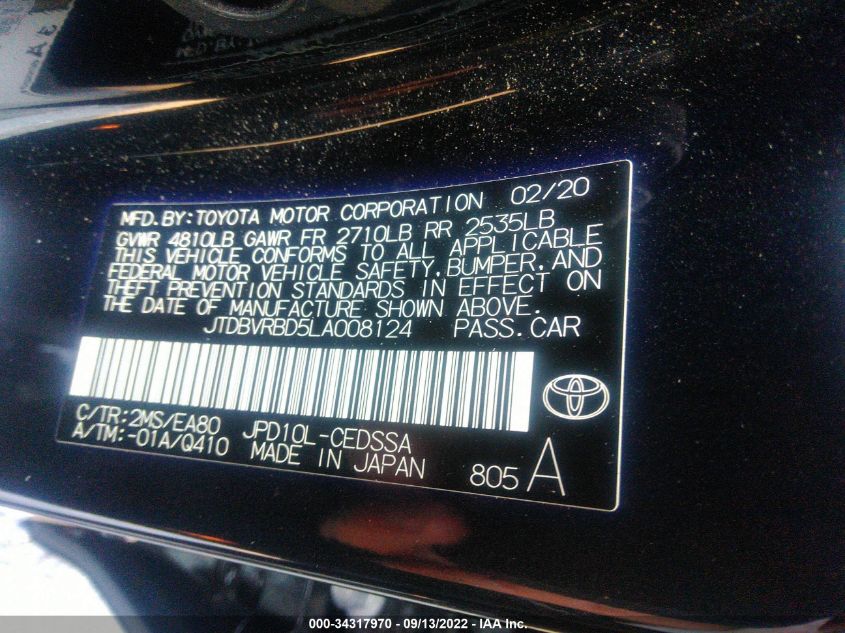 MFD. BY: TOYOTA MOTOR CORPORATION 02/20
GVWR 4810LB GAWR FR 2710LB RR 2535LB
THIS VEHICLE CONFORMS TO ALL APPLICABLE
FEDERAL MOTOR VEHICLE SAFETY, BUMPER, AND
THEFT PREVENTION STANDARDS IN EFFECT ON
THE DATE OF MANUFACTURE SHOWN ABOVE.
JTDBVRBD5LA008124 PASS. CAR
C/TR: 2MS/EA80 JPD10L-CEDSSA
A/TM: -01A/Q410 MADE IN JAPAN 805 A
000-34317970 - 09/13/2022 - IAA Inc.